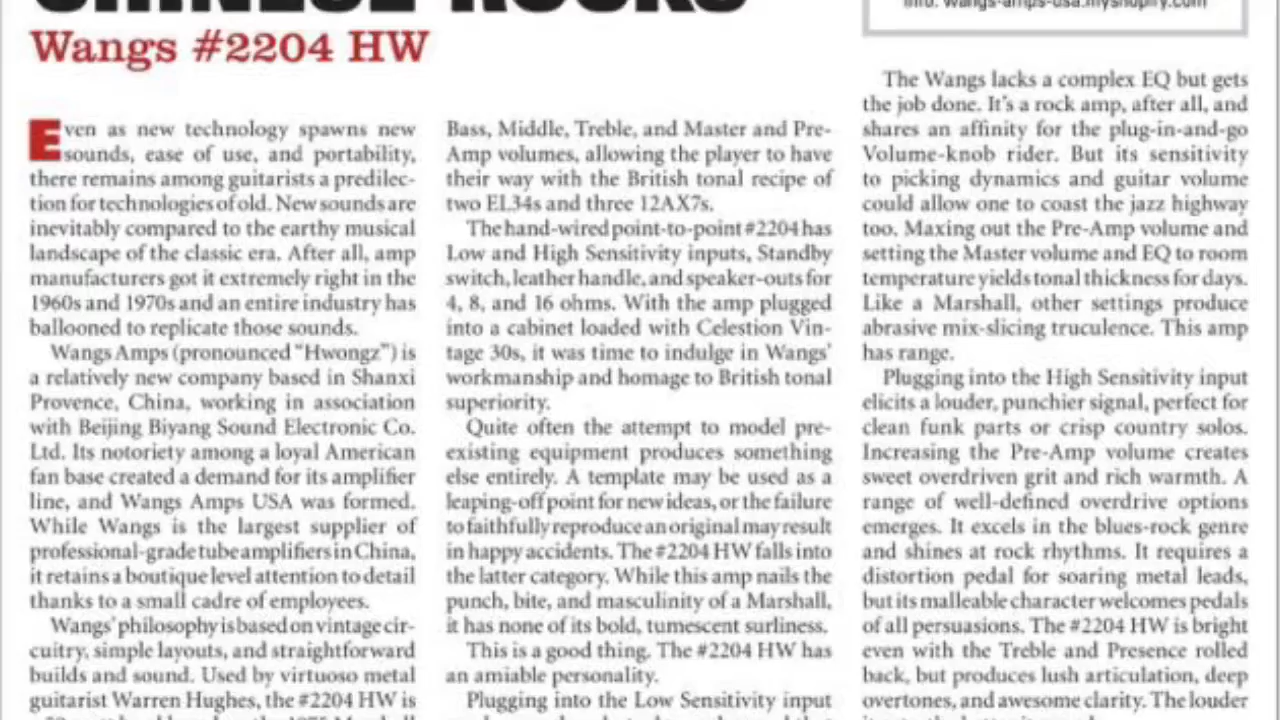 CHINESE ROCKS
Wangs #2204 HW
Even as new technology spawns new
sounds, ease of use, and portability,
there remains among guitarists a predilec-
tion for technologies of old. New sounds are
inevitably compared to the earthy musical
landscape of the classic era. After all, amp
manufacturers got it extremely right in the
1960s and 1970s and an entire industry has
ballooned to replicate those sounds.
Wangs Amps (pronounced “Hwongz”) is
a relatively new company based in Shanxi
Provence, China, working in association
with Beijing Biyang Sound Electronic Co.
Ltd. Its notoriety among a loyal American
fan base created a demand for its amplifier
line, and Wangs Amps USA was formed.
While Wangs is the largest supplier of
professional-grade tube amplifiers in China,
it retains a boutique level attention to detail
thanks to a small cadre of employees.
Wangs’ philosophy is based on vintage cir-
cuitry, simple layouts, and straightforward
builds and sound. Used by virtuoso metal
guitarist Warren Hughes, the #2204 HW is
Bass, Middle, Treble, and Master and Pre-
Amp volumes, allowing the player to have
their way with the British tonal recipe of
two EL34s and three 12AX7s.
The hand-wired point-to-point #2204 has
Low and High Sensitivity inputs, Standby
switch, leather handle, and speaker-outs for
4, 8, and 16 ohms. With the amp plugged
into a cabinet loaded with Celestion Vin-
tage 30s, it was time to indulge in Wangs’
workmanship and homage to British tonal
superiority.
Quite often the attempt to model pre-
existing equipment produces something
else entirely. A template may be used as a
leaping-off point for new ideas, or the failure
to faithfully reproduce an original may result
in happy accidents. The #2204 HW falls into
the latter category. While this amp nails the
punch, bite, and masculinity of a Marshall,
it has none of its bold, tumescent surliness.
This is a good thing. The #2204 HW has
an amiable personality.
Plugging into the Low Sensitivity input
Info: wangs-amps-usa.myshopify.com
The Wangs lacks a complex EQ but gets
the job done. It’s a rock amp, after all, and
shares an affinity for the plug-in-and-go
Volume-knob rider. But its sensitivity
to picking dynamics and guitar volume
could allow one to coast the jazz highway
too. Maxing out the Pre-Amp volume and
setting the Master volume and EQ to room
temperature yields tonal thickness for days.
Like a Marshall, other settings produce
abrasive mix-slicing truculence. This amp
has range.
Plugging into the High Sensitivity input
elicits a louder, punchier signal, perfect for
clean funk parts or crisp country solos.
Increasing the Pre-Amp volume creates
sweet overdriven grit and rich warmth. A
range of well-defined overdrive options
emerges. It excels in the blues-rock genre
and shines at rock rhythms. It requires a
distortion pedal for soaring metal leads,
but its malleable character welcomes pedals
of all persuasions. The #2204 HW is bright
even with the Treble and Presence rolled
back, but produces lush articulation, deep
overtones, and awesome clarity. The louder